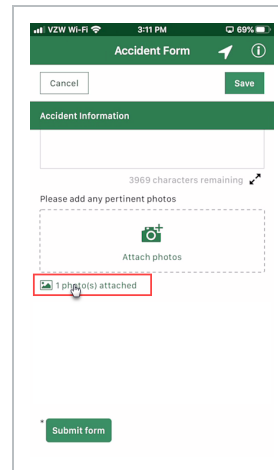 VZW Wi-Fi 3:11 PM 69%
Accident Form
Cancel Save
Accident Information
3969 characters remaining
Please add any pertinent photos
Attach photos
1 photo(s) attached
* Submit form